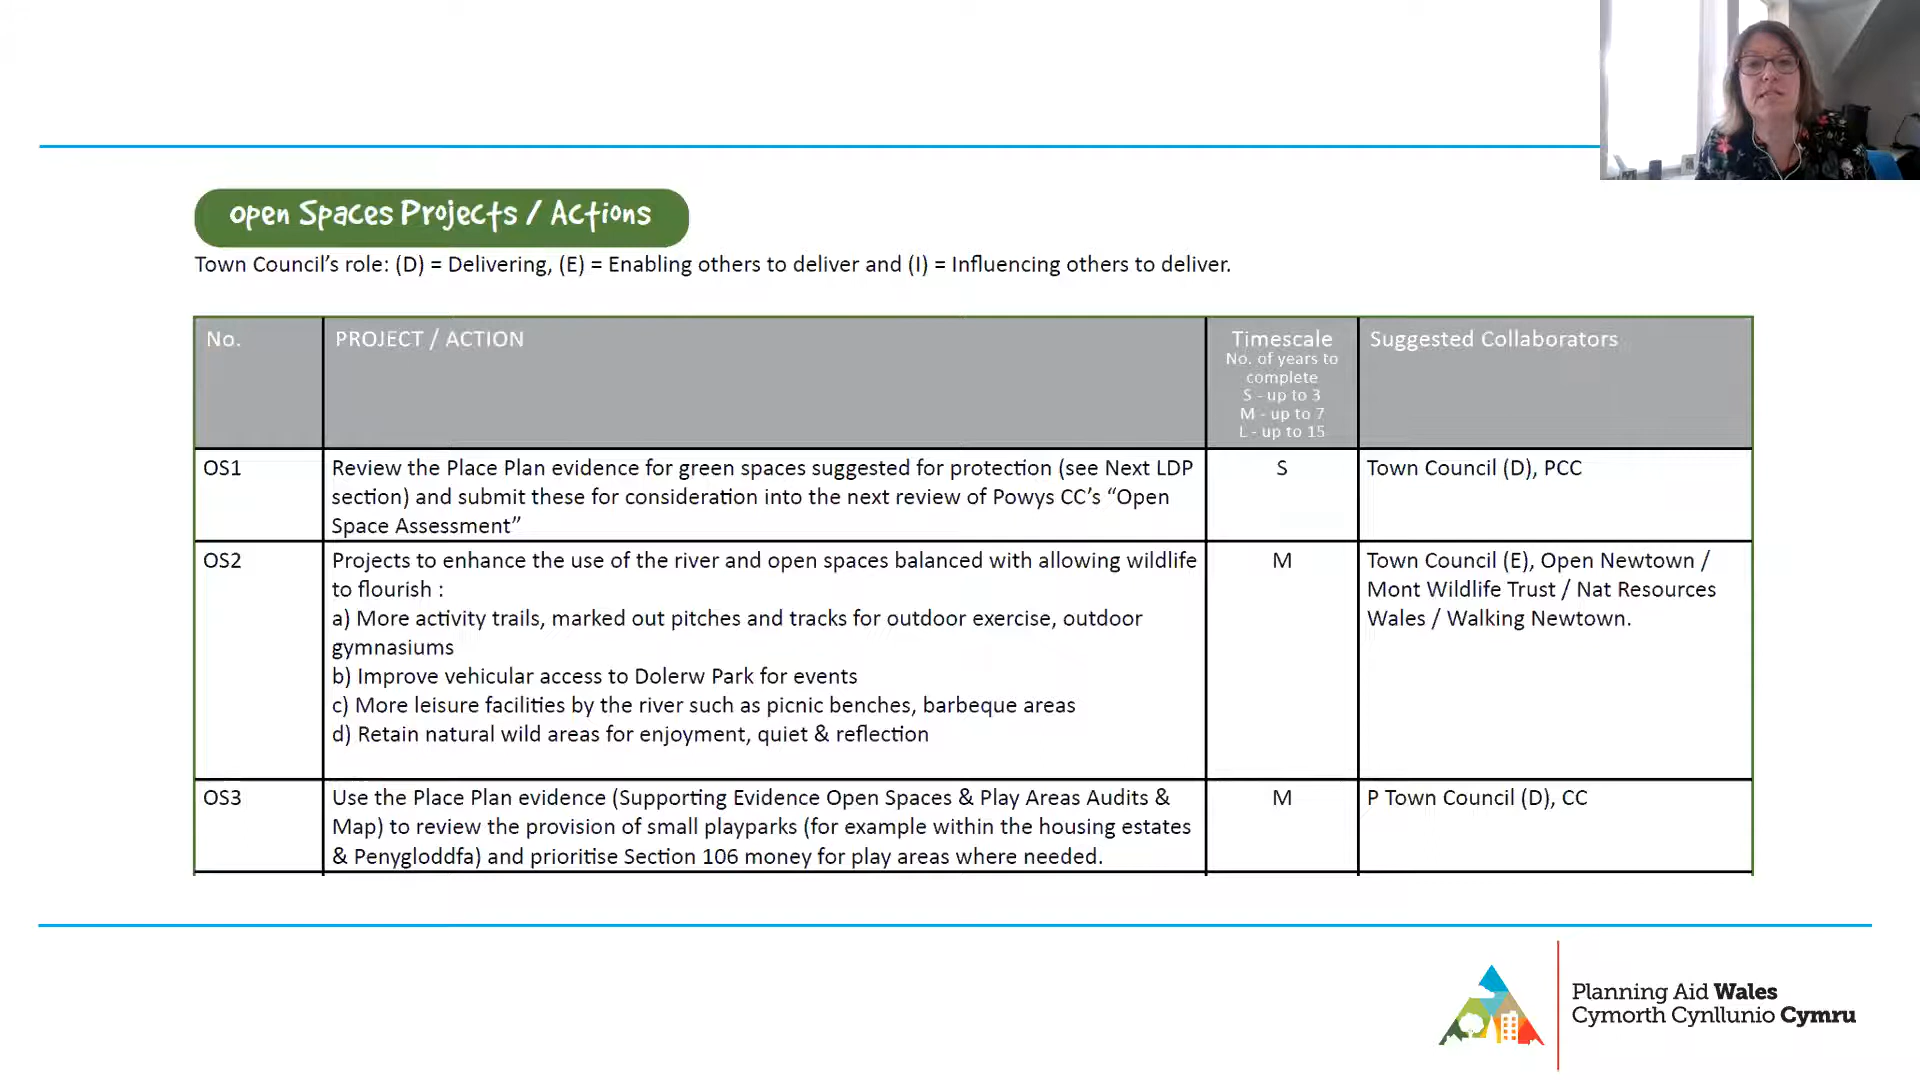 open Spaces Projects / Actions
Town Council’s role: (D) = Delivering, (E) = Enabling others to deliver and (I) = Influencing others to deliver.
No.
PROJECT / ACTION
Timescale
No. of years to
complete
S - up to 3
M - up to 7
L - up to 15
Suggested Collaborators
OS1
Review the Place Plan evidence for green spaces suggested for protection (see Next LDP
section) and submit these for consideration into the next review of Powys CC’s “Open
Space Assessment”
S
Town Council (D), PCC
OS2
Projects to enhance the use of the river and open spaces balanced with allowing wildlife
to flourish :
a) More activity trails, marked out pitches and tracks for outdoor exercise, outdoor
gymnasiums
b) Improve vehicular access to Dolerw Park for events
c) More leisure facilities by the river such as picnic benches, barbeque areas
d) Retain natural wild areas for enjoyment, quiet & reflection
M
Town Council (E), Open Newtown /
Mont Wildlife Trust / Nat Resources
Wales / Walking Newtown.
OS3
Use the Place Plan evidence (Supporting Evidence Open Spaces & Play Areas Audits &
Map) to review the provision of small playparks (for example within the housing estates
& Penygloddfa) and prioritise Section 106 money for play areas where needed.
M
P Town Council (D), CC
Planning Aid Wales
Cymorth Cynllunio Cymru